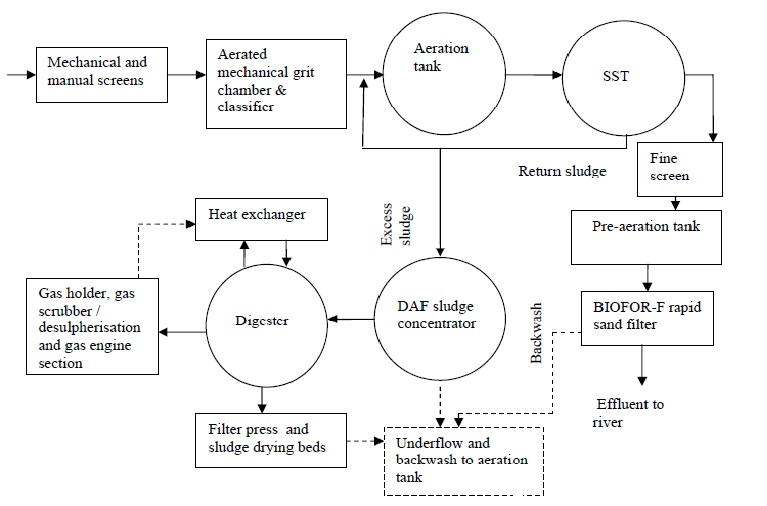 Mechanical and
manual screens
Aerated
mechanical grit
chamber &
classifier
Aeration
tank
SST
Return sludge
Fine
screen
Pre-aeration tank
BIOFOR-F rapid
sand filter
Effluent to
river
Backwash
Excess
sludge
DAF sludge
concentrator
Heat exchanger
Digester
Gas holder, gas
scrubber /
desulpherisation
and gas engine
section
Filter press and
sludge drying beds
Underflow and
backwash to aeration
tank